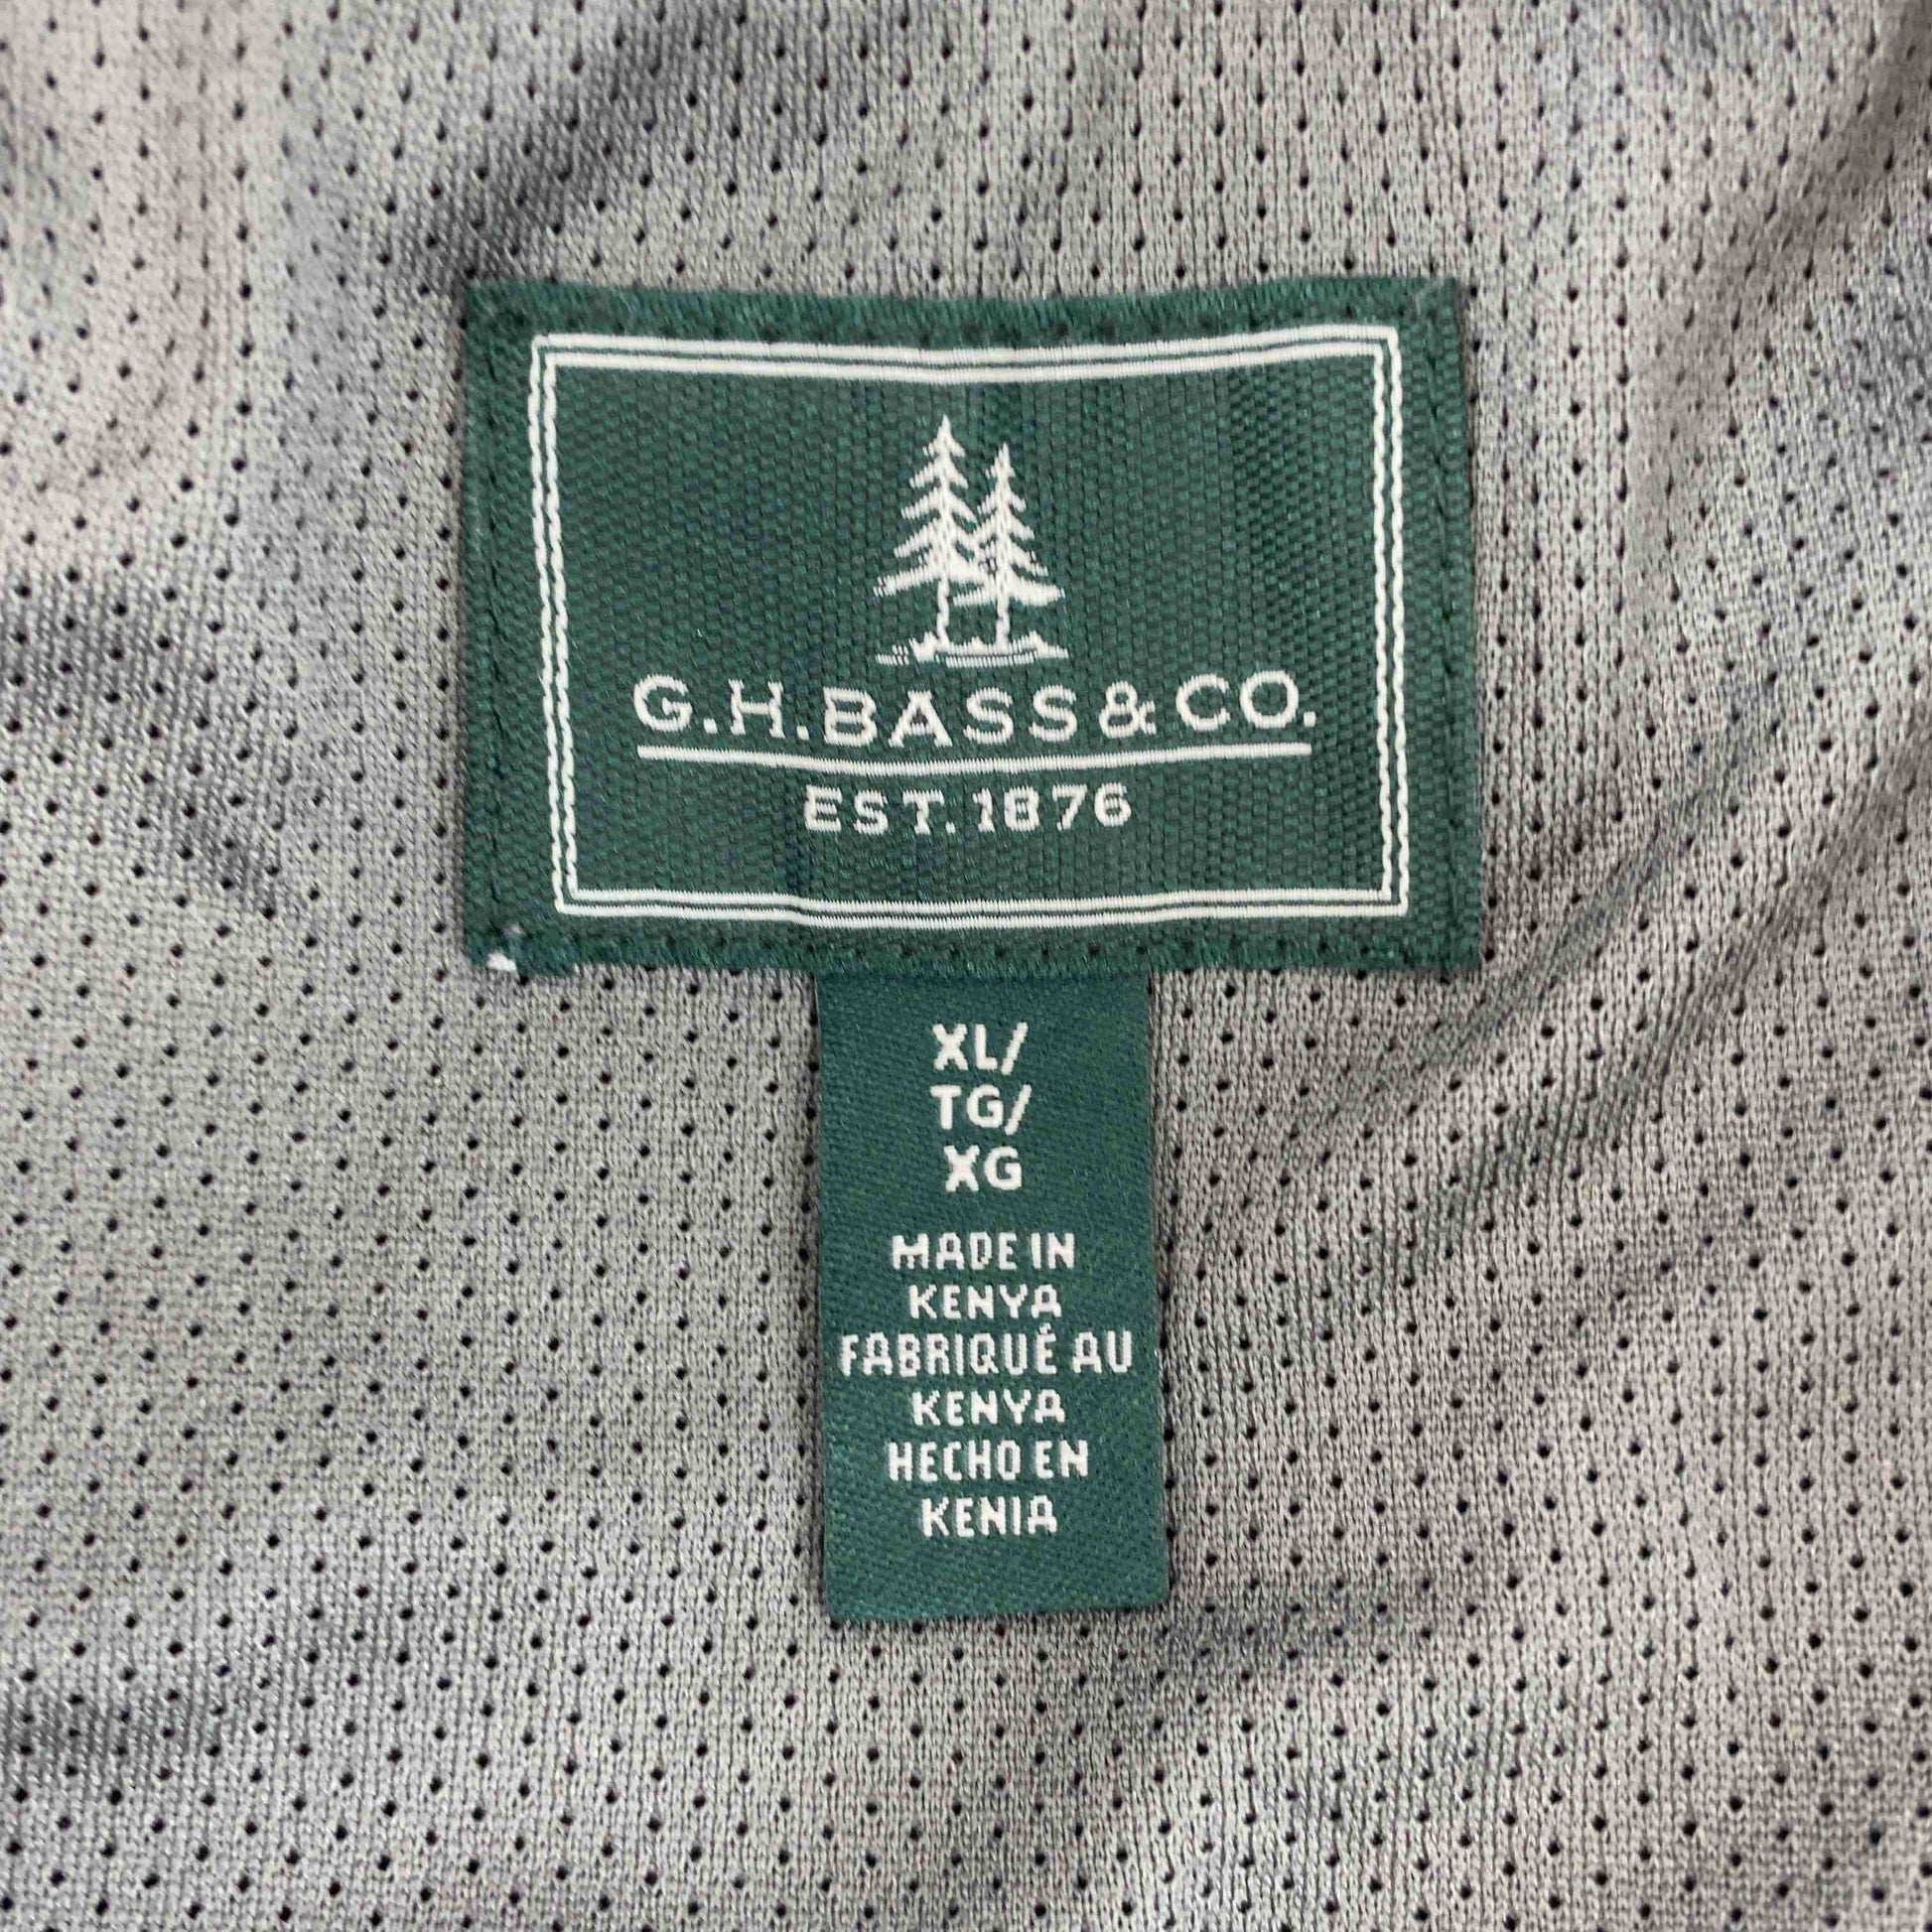 G.H.BASS & CO.
EST. 1876
XL/
TG/
XG
MADE IN
KENYA
FABRIQUÉ AU
KENYA
HECHO EN
KENIA